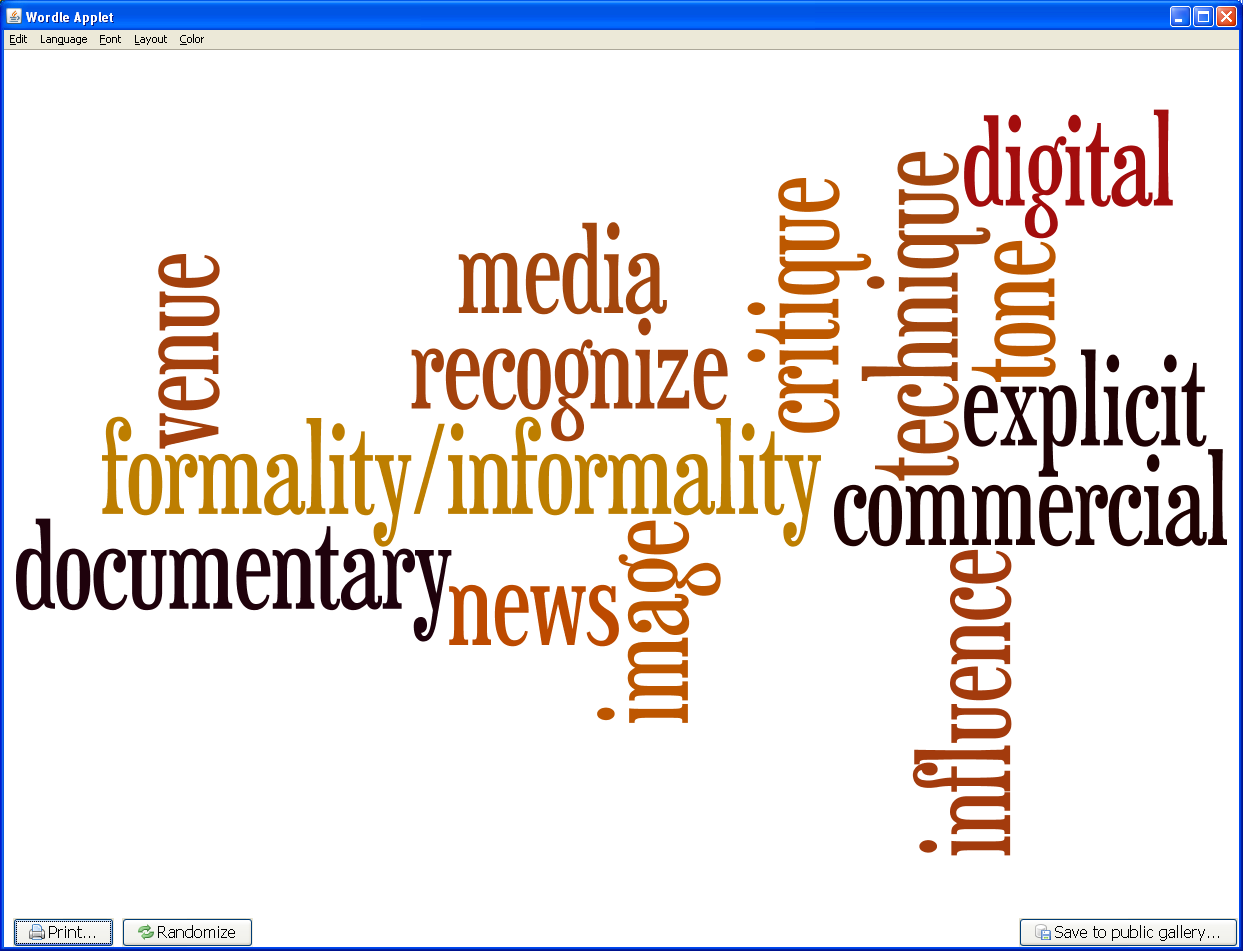 Wordle Applet
Edit Language Font Layout Color
digital
technique
critique
media
tone
venue
recognize
explicit
formality/informality
commercial
documentary
news
image
influence
Print... Randomize Save to public gallery...